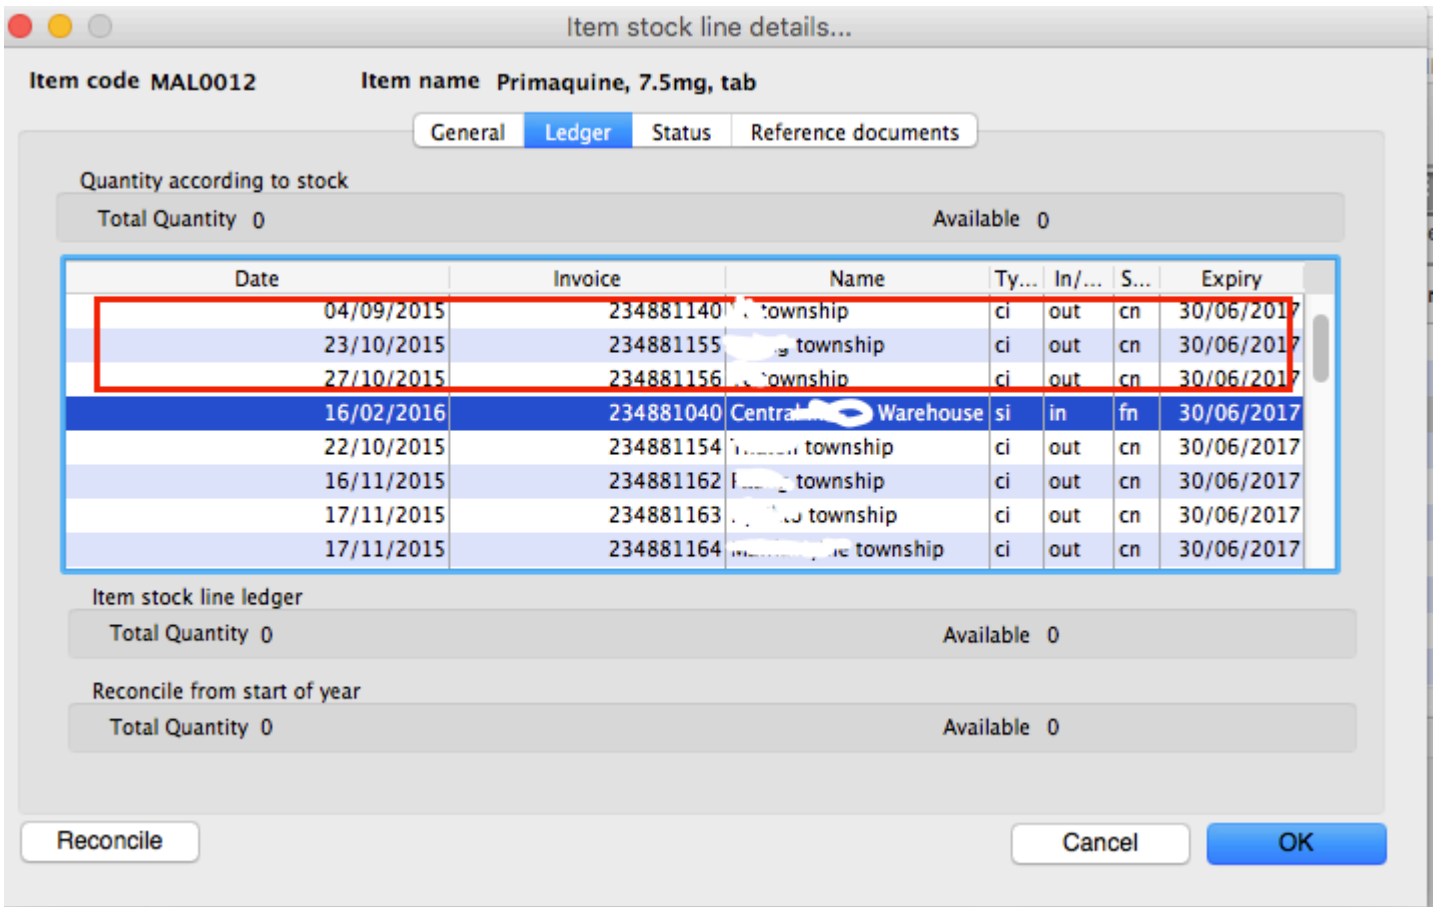 Item stock line details...
Item code MAL0012 Item name Primaquine, 7.5mg, tab
General Ledger Status Reference documents
Quantity according to stock
Total Quantity 0 Available 0
Date Invoice Name Ty... In/... S... Expiry
04/09/2015 234881140 township ci out cn 30/06/2017
23/10/2015 234881155 township ci out cn 30/06/2017
27/10/2015 234881156 township ci out cn 30/06/2017
16/02/2016 234881040 Central Warehouse si in fn 30/06/2017
22/10/2015 234881154 township ci out cn 30/06/2017
16/11/2015 234881162 township ci out cn 30/06/2017
17/11/2015 234881163 township ci out cn 30/06/2017
17/11/2015 234881164 township ci out cn 30/06/2017
Item stock line ledger
Total Quantity 0 Available 0
Reconcile from start of year
Total Quantity 0 Available 0
Reconcile Cancel OK